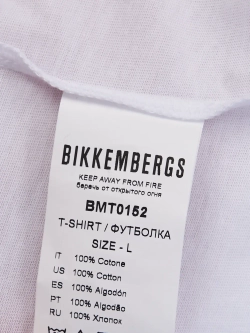 BIKKEMBERGS
KEEP AWAY FROM FIRE
беречь от открытого огня
BMT0152
T-SHIRT / ФУТБОЛКА
SIZE - L
IT 100% Cotone
US 100% Cotton
ES 100% Algodón
PT 100% Algodão
RU 100% Хлопок